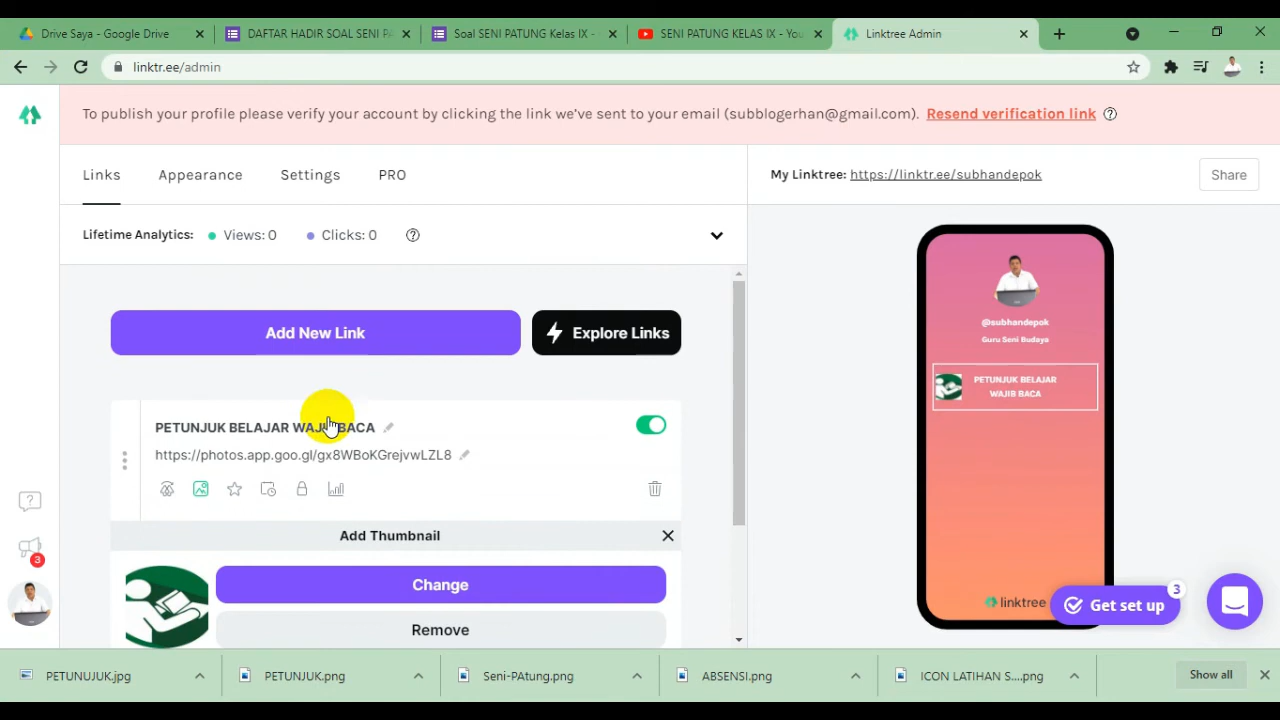 Drive Saya - Google Drive
DAFTAR HADIR SOAL SENI PA
Soal SENI PATUNG Kelas IX -
SENI PATUNG KELAS IX - You
Linktree Admin
linktr.ee/admin
To publish your profile please verify your account by clicking the link we've sent to your email (subblogerhan@gmail.com). Resend verification link ?
Links
Appearance
Settings
PRO
My Linktree: https://linktr.ee/subhandepok
Share
Lifetime Analytics:
Views: 0
Clicks: 0
?
Add New Link
Explore Links
PETUNJUK BELAJAR WAJIB BACA
https://photos.app.goo.gl/gx8WBoKGrejvwLZL8
Add Thumbnail
Change
Remove
@subhandepok
Guru Seni Budaya
PETUNJUK BELAJAR
WAJIB BACA
linktree
Get set up
3
?
3
PETUNUJUK.jpg
PETUNJUK.png
Seni-PAtung.png
ABSENSI.png
ICON LATIHAN S....png
Show all